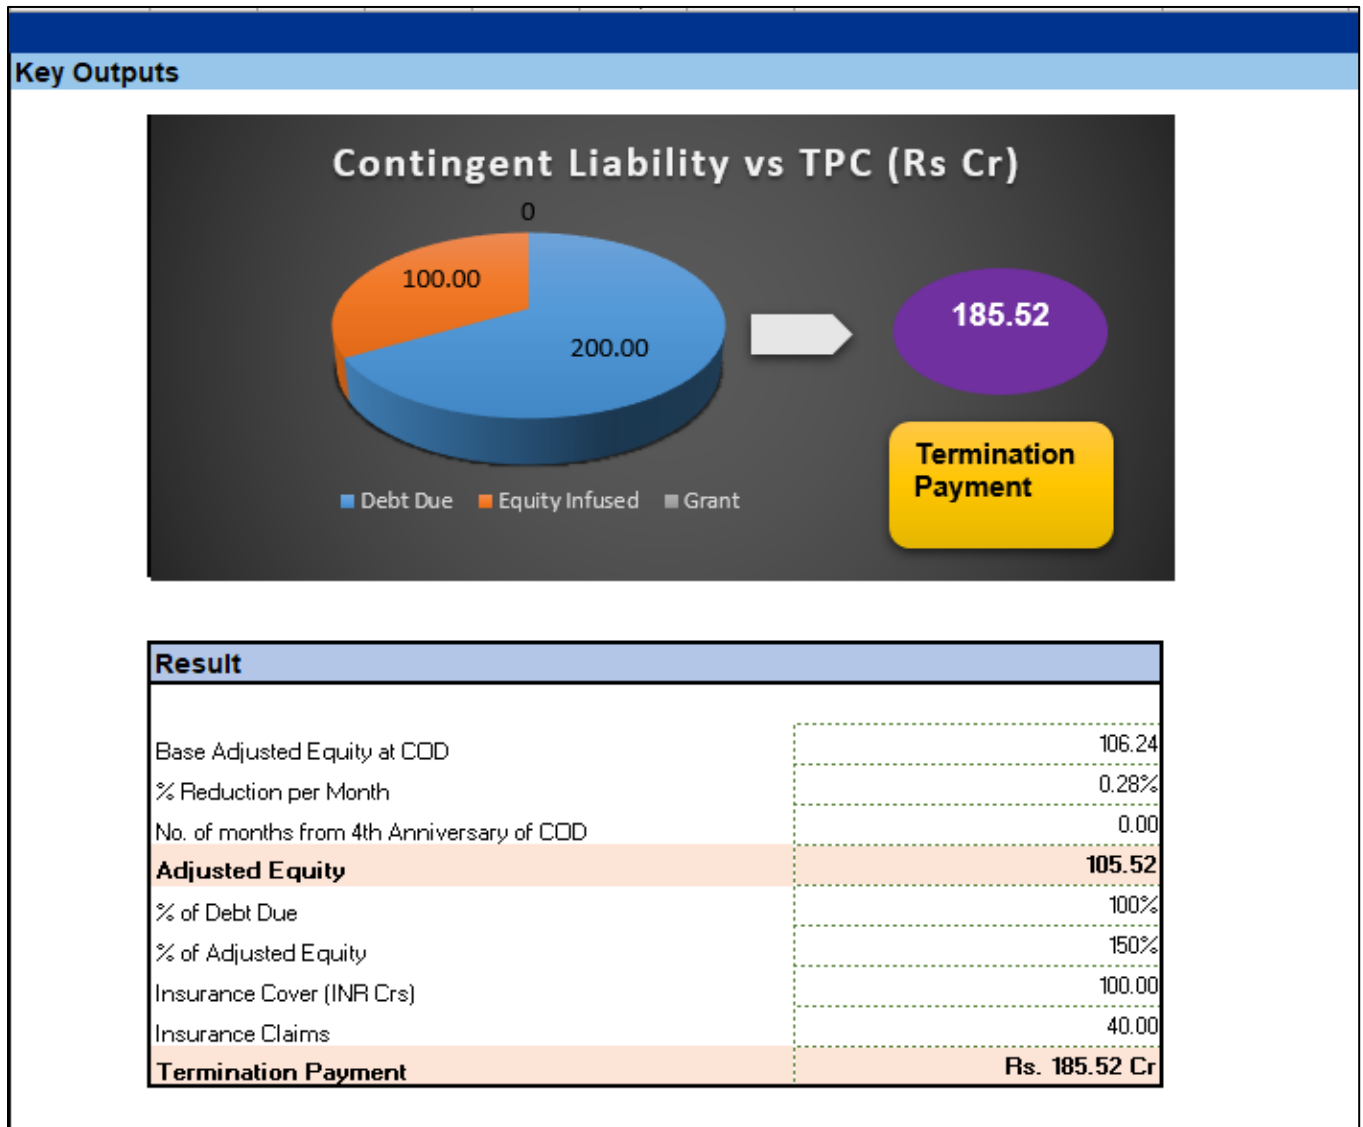 Key Outputs
Contingent Liability vs TPC (Rs Cr)
0
100.00
200.00
185.52
Termination
Payment
Debt Due Equity Infused Grant
Result
Base Adjusted Equity at COD 106.24
% Reduction per Month 0.28%
No. of months from 4th Anniversary of COD 0.00
Adjusted Equity 105.52
% of Debt Due 100%
% of Adjusted Equity 150%
Insurance Cover (INR Crs) 100.00
Insurance Claims 40.00
Termination Payment Rs. 185.52 Cr